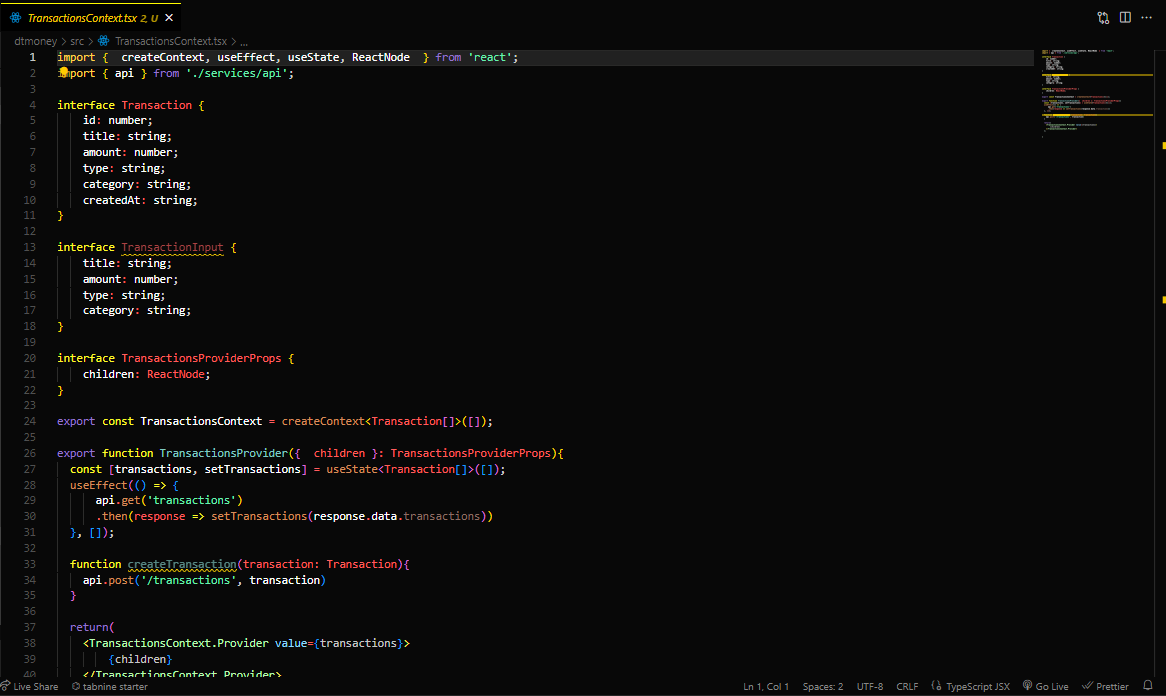 TransactionsContext.tsx 2, U
dtmoney > src > TransactionsContext.tsx > ...
1 import { createContext, useEffect, useState, ReactNode } from 'react';
2 import { api } from './services/api';
3
4 interface Transaction {
5 id: number;
6 title: string;
7 amount: number;
8 type: string;
9 category: string;
10 createdAt: string;
11 }
12
13 interface TransactionInput {
14 title: string;
15 amount: number;
16 type: string;
17 category: string;
18 }
19
20 interface TransactionsProviderProps {
21 children: ReactNode;
22 }
23
24 export const TransactionsContext = createContext<Transaction[]>([]);
25
26 export function TransactionsProvider({ children }: TransactionsProviderProps){
27 const [transactions, setTransactions] = useState<Transaction[]>([]);
28 useEffect(() => {
29 api.get('transactions')
30 .then(response => setTransactions(response.data.transactions))
31 }, []);
32
33 function createTransaction(transaction: Transaction){
34 api.post('/transactions', transaction)
35 }
36
37 return(
38 <TransactionsContext.Provider value={transactions}>
39 {children}
40 </TransactionsContext.Provider>
Live Share tabnine starter Ln 1, Col 1 Spaces: 2 UTF-8 CRLF TypeScript JSX Go Live Prettier